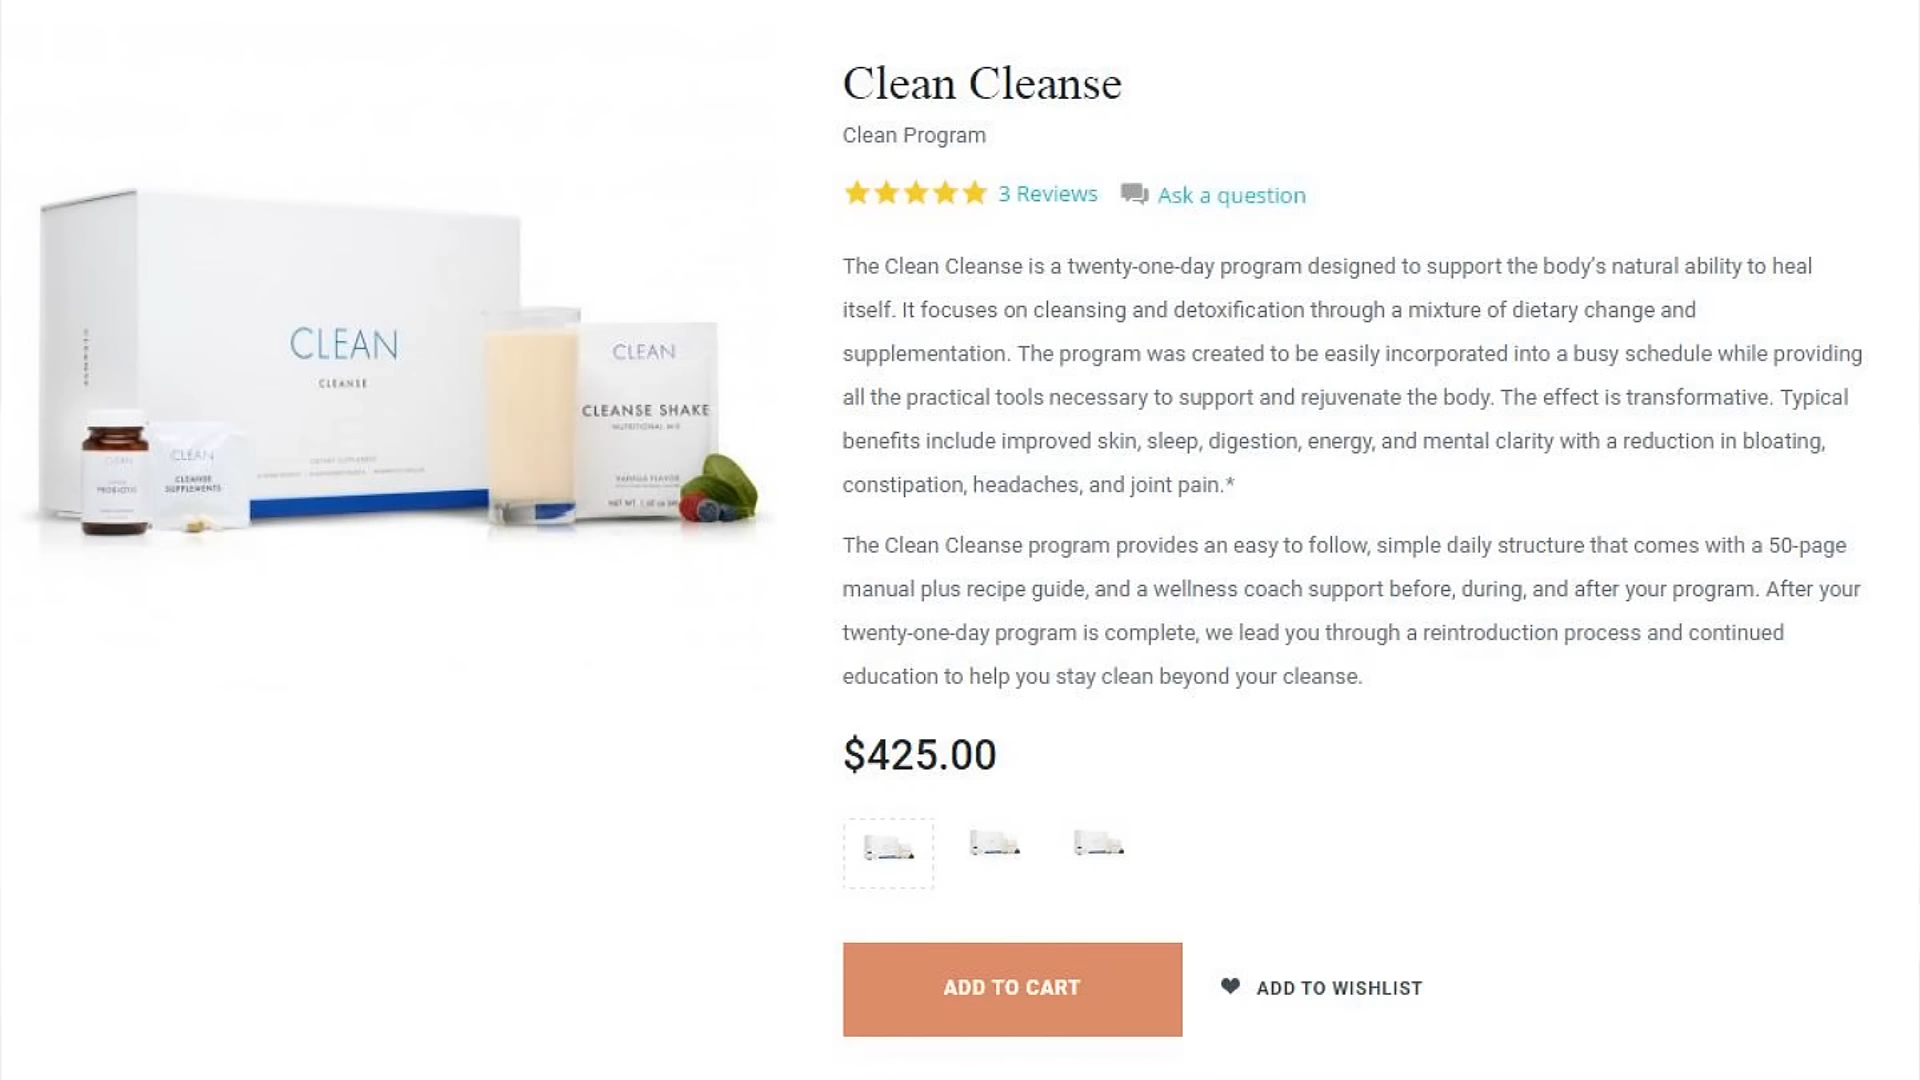 Clean Cleanse
Clean Program
3 Reviews
Ask a question
The Clean Cleanse is a twenty-one-day program designed to support the body’s natural ability to heal
itself. It focuses on cleansing and detoxification through a mixture of dietary change and
supplementation. The program was created to be easily incorporated into a busy schedule while providing
all the practical tools necessary to support and rejuvenate the body. The effect is transformative. Typical
benefits include improved skin, sleep, digestion, energy, and mental clarity with a reduction in bloating,
constipation, headaches, and joint pain.*
The Clean Cleanse program provides an easy to follow, simple daily structure that comes with a 50-page
manual plus recipe guide, and a wellness coach support before, during, and after your program. After your
twenty-one-day program is complete, we lead you through a reintroduction process and continued
education to help you stay clean beyond your cleanse.
$425.00
ADD TO CART
ADD TO WISHLIST
CLEAN
CLEANSE
CLEAN
CLEANSE SHAKE
NUTRITIONAL MIX
VANILLA FLAVOR
CLEAN
PROBIOTIC
CLEAN
CLEANSE
SUPPLEMENTS